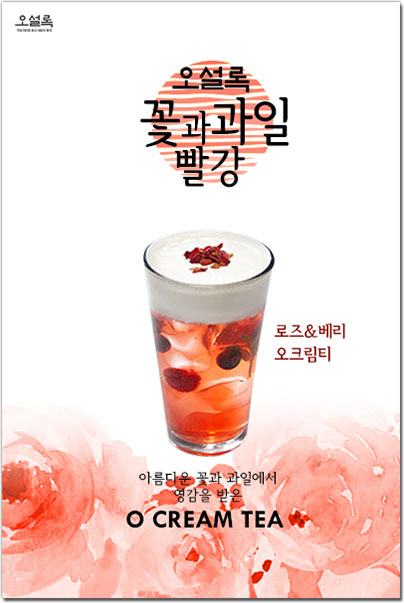 오설록
오설록
꽃과과일
빨강
로즈&베리
오크림티
아름다운 꽃과 과일에서
영감을 받은
O CREAM TEA